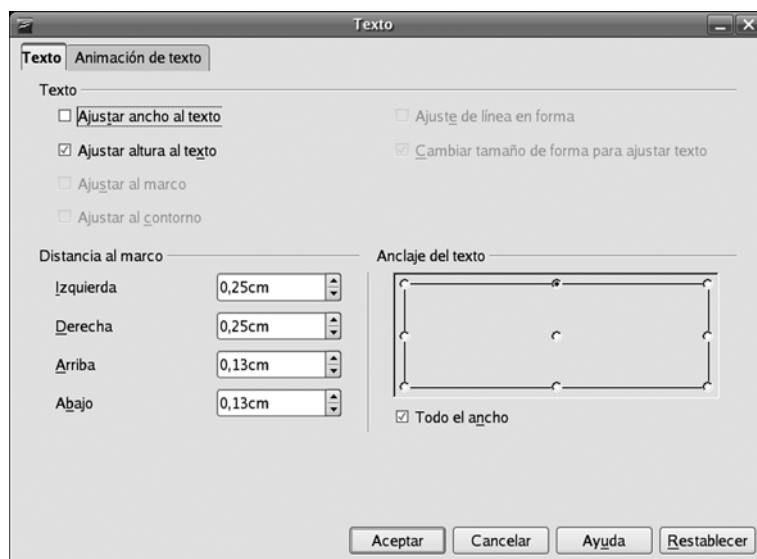 Texto
Texto Animación de texto
Texto
Ajustar ancho al texto
Ajustar altura al texto
Ajustar al marco
Ajustar al contorno
Ajuste de línea en forma
Cambiar tamaño de forma para ajustar texto
Distancia al marco
Izquierda 0,25cm
Derecha 0,25cm
Arriba 0,13cm
Abajo 0,13cm
Anclaje del texto
Todo el ancho
Aceptar Cancelar Ayuda Restablecer